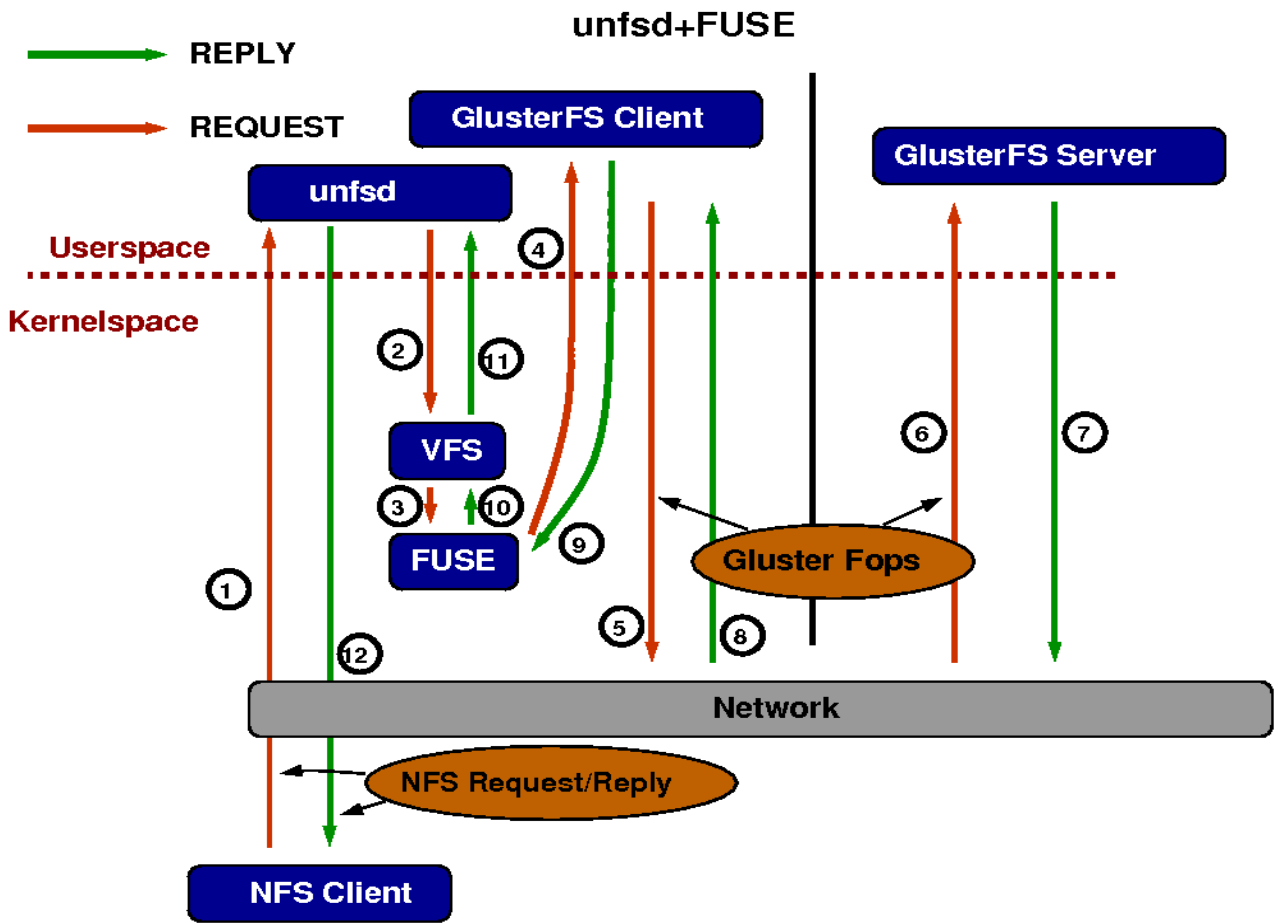 unfsd+FUSE
REPLY
REQUEST
GlusterFS Client
GlusterFS Server
unfsd
Userspace
4
Kernelspace
2
11
VFS
6
7
3
10
FUSE
9
Gluster Fops
1
5
8
12
Network
NFS Request/Reply
NFS Client